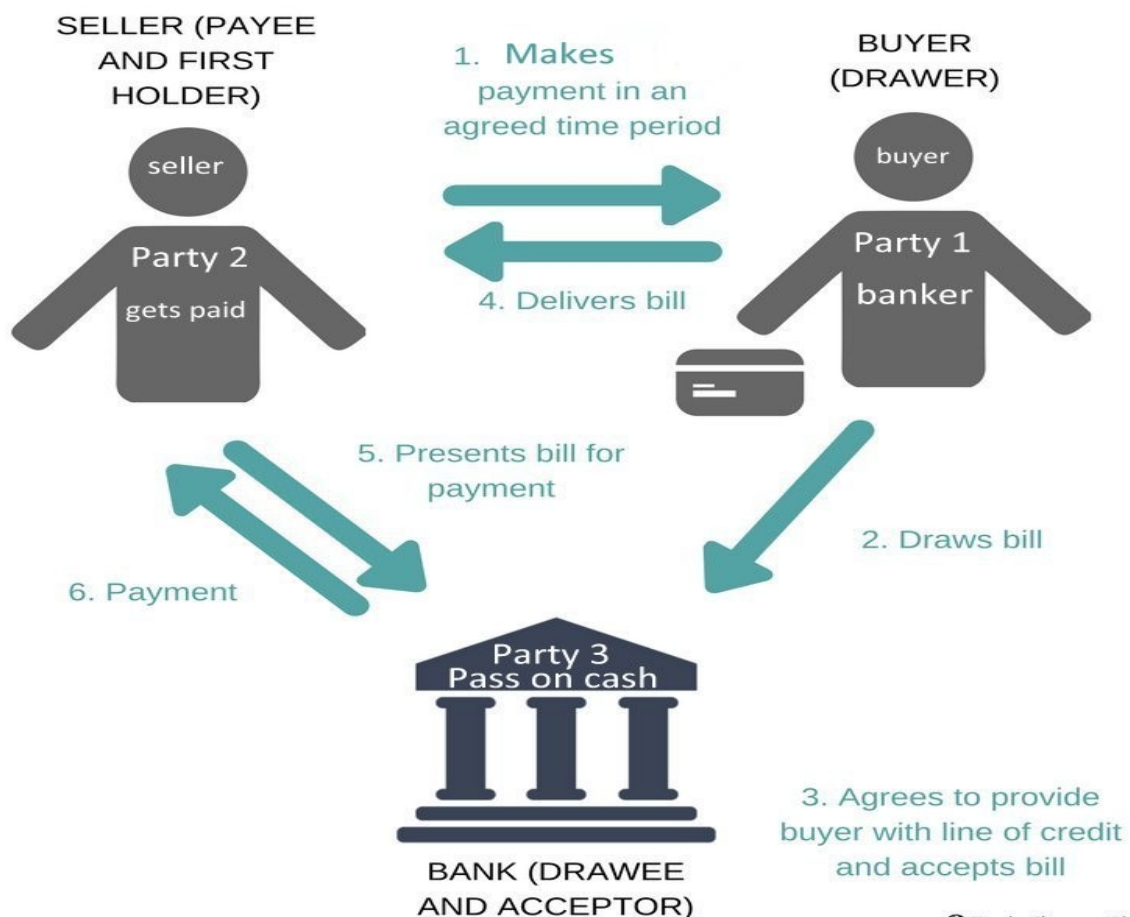 SELLER (PAYEE
AND FIRST
HOLDER)
1. Makes
payment in an
agreed time period
BUYER
(DRAWER)
seller
Party 2
gets paid
buyer
Party 1
banker
4. Delivers bill
5. Presents bill for
payment
2. Draws bill
6. Payment
Party 3
Pass on cash
3. Agrees to provide
buyer with line of credit
and accepts bill
BANK (DRAWEE
AND ACCEPTOR)